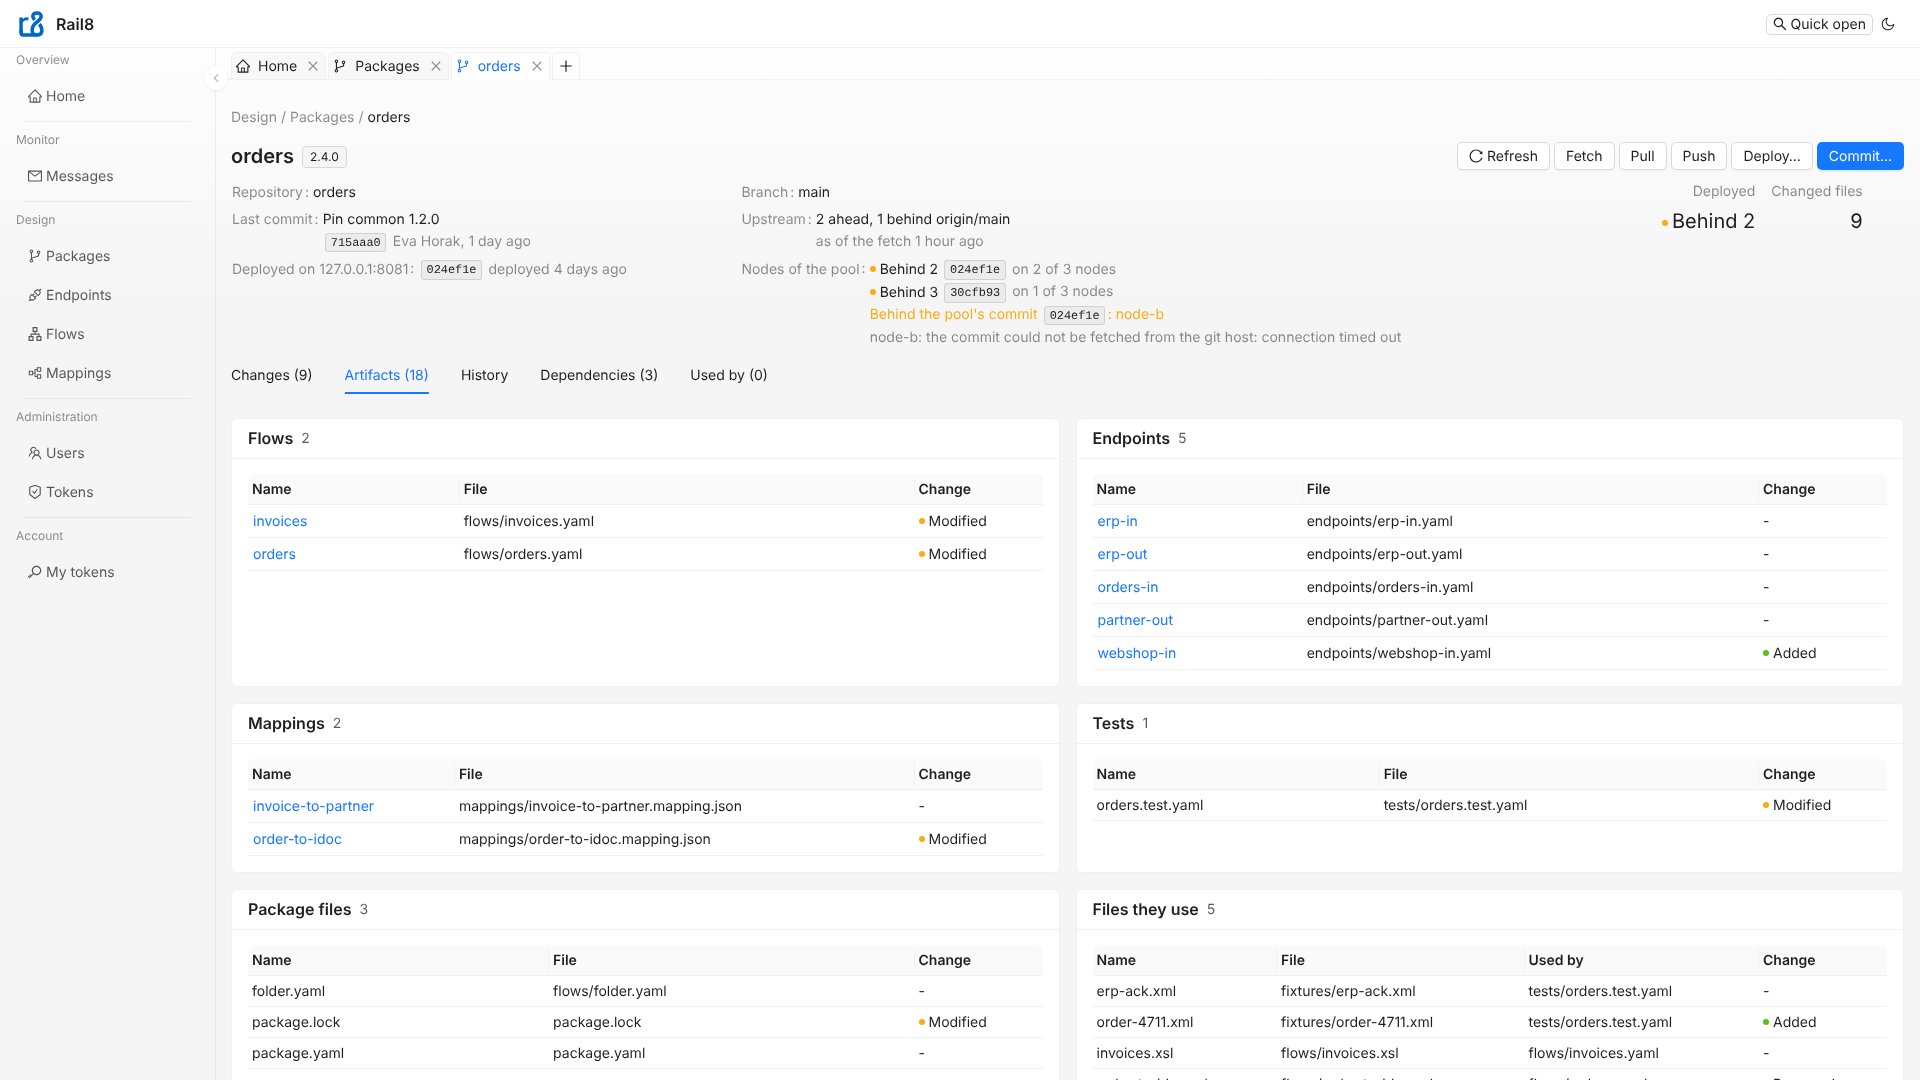 Rail8
Quick open
Overview
Home
Monitor
Messages
Design
Packages
Endpoints
Flows
Mappings
Administration
Users
Tokens
Account
My tokens
Home
Packages
orders
Design / Packages / orders
orders 2.4.0
Refresh Fetch Pull Push Deploy... Commit...
Repository: orders
Branch: main
Deployed Changed files
Behind 2 9
Last commit: Pin common 1.2.0
715aaa0 Eva Horak, 1 day ago
Upstream: 2 ahead, 1 behind origin/main
as of the fetch 1 hour ago
Deployed on 127.0.0.1:8081: 024ef1e deployed 4 days ago
Nodes of the pool: Behind 2 024ef1e on 2 of 3 nodes
Behind 3 30cfb93 on 1 of 3 nodes
Behind the pool's commit 024ef1e : node-b
node-b: the commit could not be fetched from the git host: connection timed out
Changes (9) Artifacts (18) History Dependencies (3) Used by (0)
Flows 2
Name File Change
invoices flows/invoices.yaml Modified
orders flows/orders.yaml Modified
Endpoints 5
Name File Change
erp-in endpoints/erp-in.yaml -
erp-out endpoints/erp-out.yaml -
orders-in endpoints/orders-in.yaml -
partner-out endpoints/partner-out.yaml -
webshop-in endpoints/webshop-in.yaml Added
Mappings 2
Name File Change
invoice-to-partner mappings/invoice-to-partner.mapping.json -
order-to-idoc mappings/order-to-idoc.mapping.json Modified
Tests 1
Name File Change
orders.test.yaml tests/orders.test.yaml Modified
Package files 3
Name File Change
folder.yaml flows/folder.yaml -
package.lock package.lock Modified
package.yaml package.yaml -
Files they use 5
Name File Used by Change
erp-ack.xml fixtures/erp-ack.xml tests/orders.test.yaml -
order-4711.xml fixtures/order-4711.xml tests/orders.test.yaml Added
invoices.xsl flows/invoices.xsl flows/invoices.yaml -